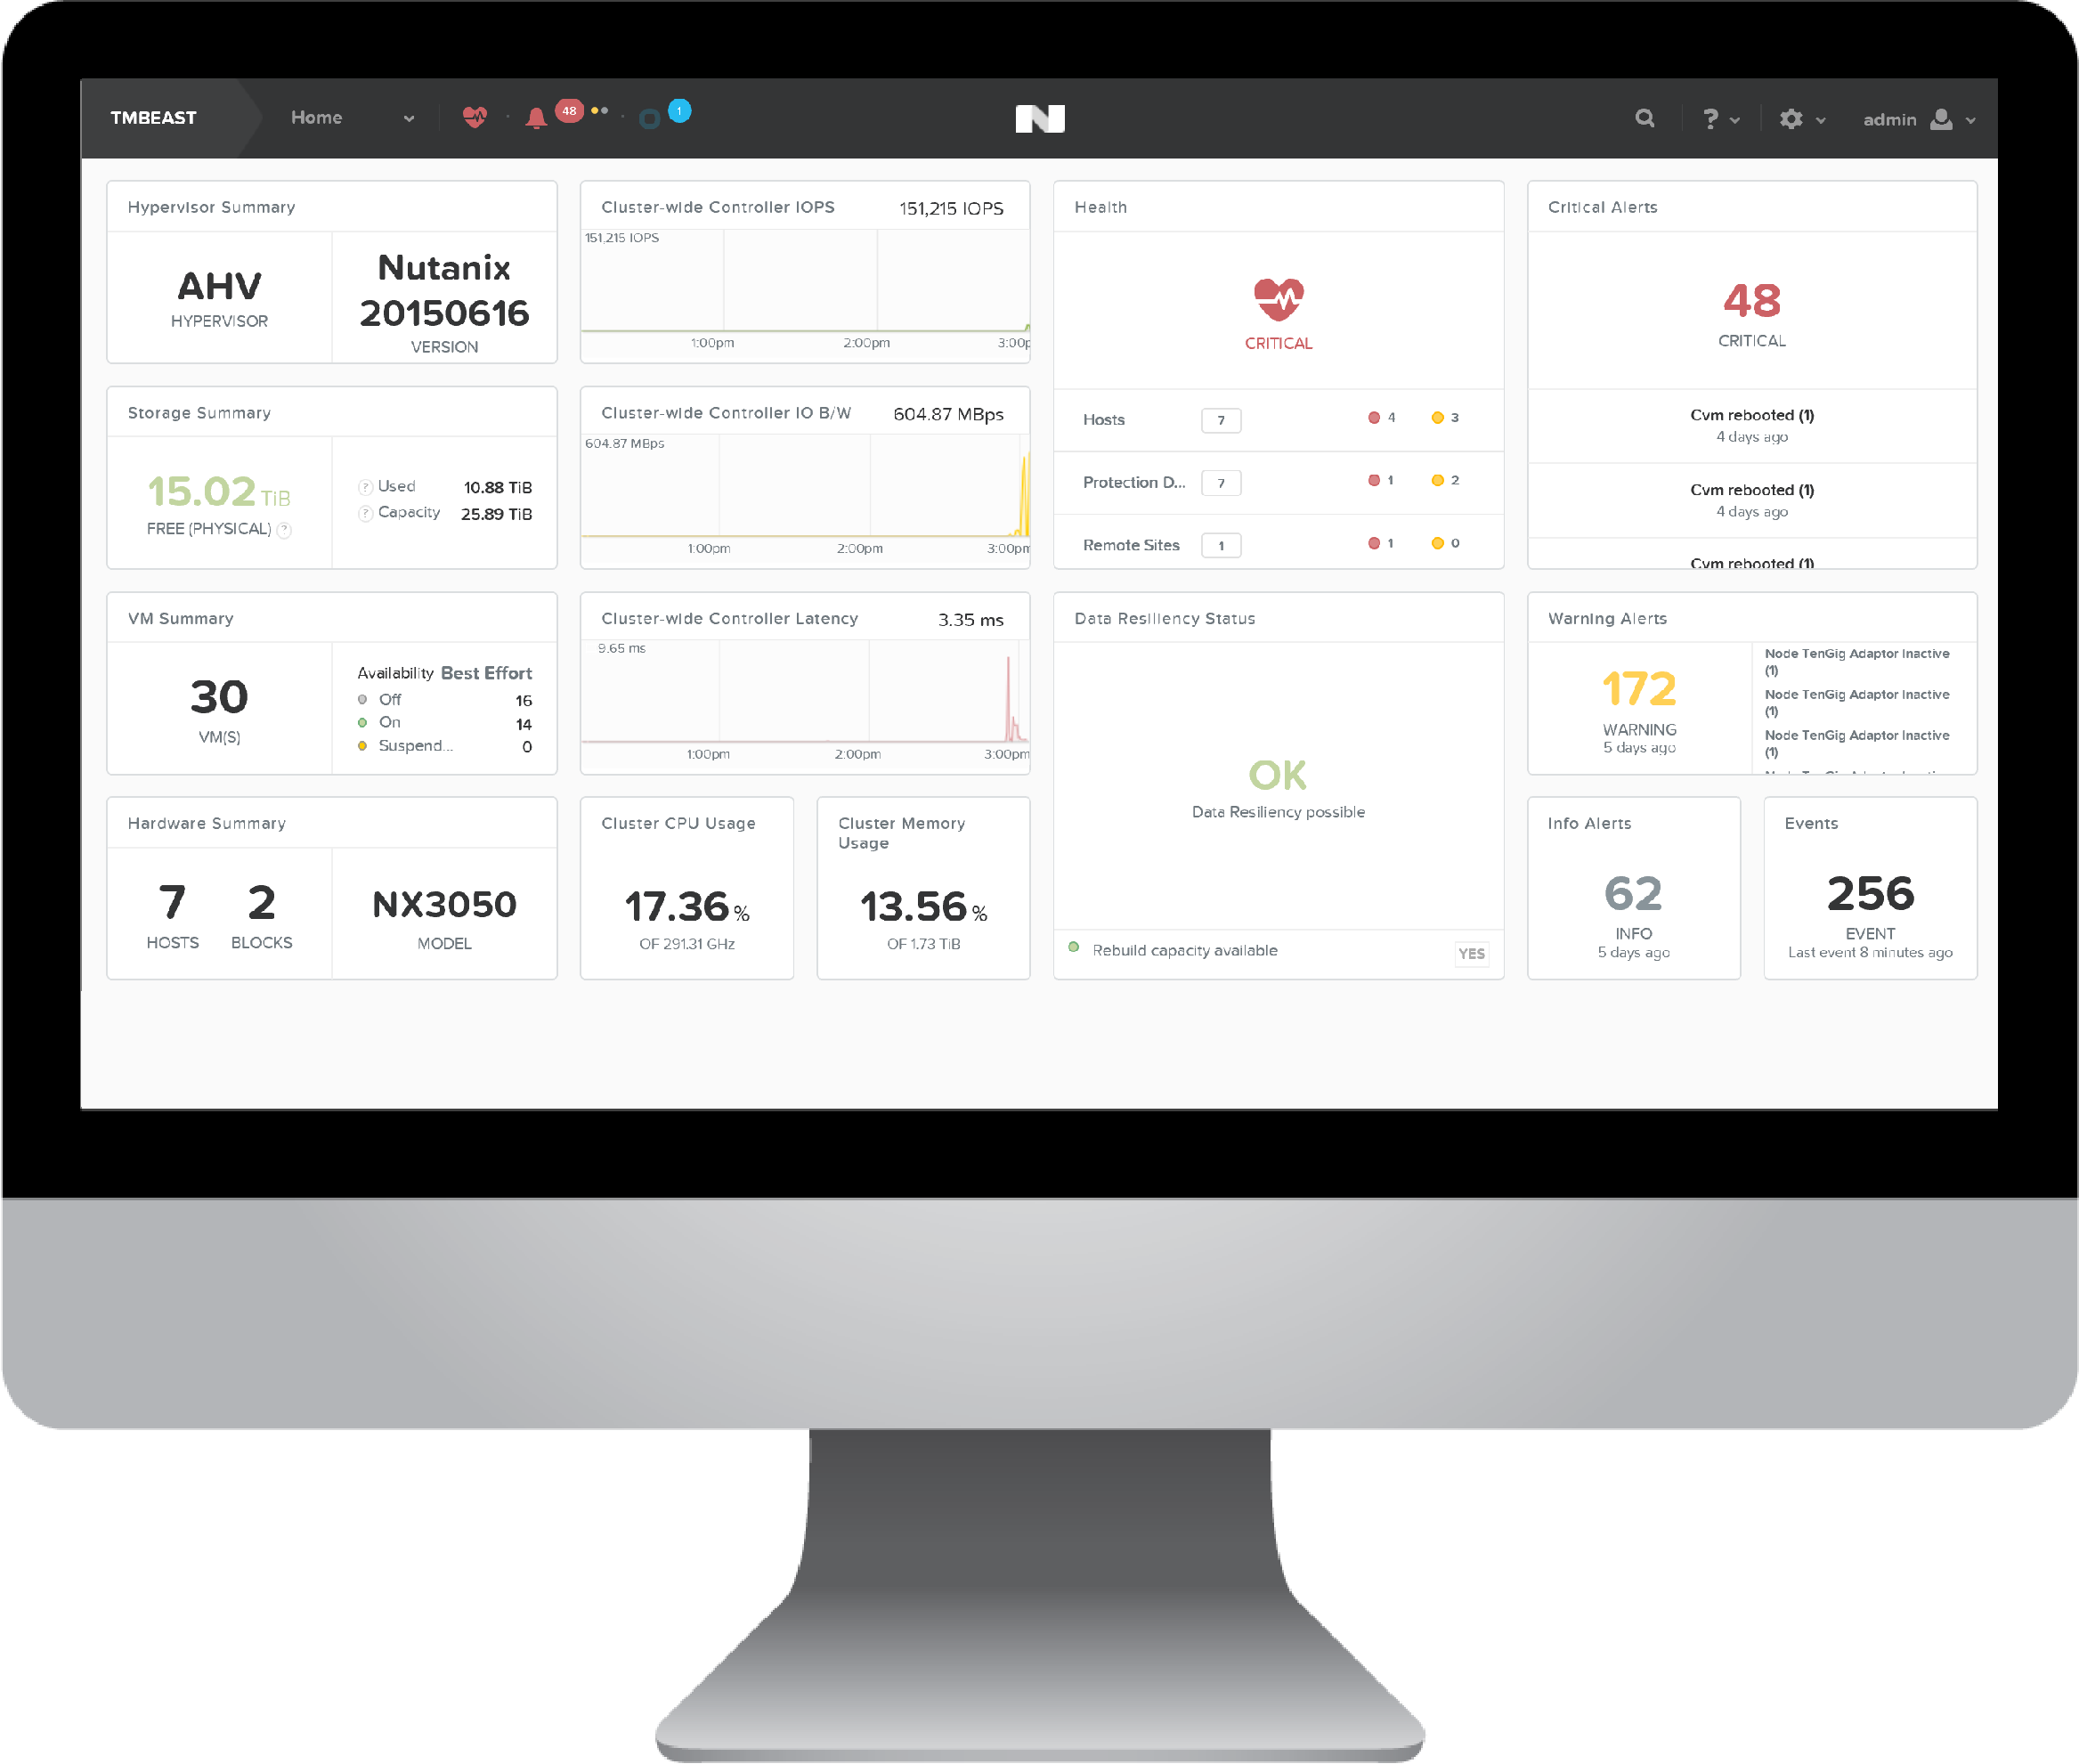 TMBEAST
Home
48
1
?
admin
Hypervisor Summary
AHV
HYPERVISOR
Nutanix
20150616
VERSION
Cluster-wide Controller IOPS 151,215 IOPS
151,215 IOPS
1:00pm 2:00pm 3:00p
Health
CRITICAL
Hosts 7 4 3
Protection D... 7 1 2
Remote Sites 1 1 0
Critical Alerts
48
CRITICAL
Cvm rebooted (1)
4 days ago
Cvm rebooted (1)
4 days ago
Cvm rebooted (1)
Storage Summary
15.02 TiB
FREE (PHYSICAL) ?
? Used 10.88 TiB
? Capacity 25.89 TiB
Cluster-wide Controller IO B/W 604.87 MBps
604.87 MBps
1:00pm 2:00pm 3:00pm
VM Summary
30
VM(S)
Availability Best Effort
Off 16
On 14
Suspend... 0
Cluster-wide Controller Latency 3.35 ms
9.65 ms
1:00pm 2:00pm 3:00pm
Data Resiliency Status
OK
Data Resiliency possible
Rebuild capacity available YES
Warning Alerts
172
WARNING
5 days ago
Node TenGig Adaptor Inactive
(1)
Node TenGig Adaptor Inactive
(1)
Node TenGig Adaptor Inactive
(1)
Hardware Summary
7
HOSTS
2
BLOCKS
NX3050
MODEL
Cluster CPU Usage
17.36 %
OF 291.31 GHz
Cluster Memory
Usage
13.56 %
OF 1.73 TiB
Info Alerts
62
INFO
5 days ago
Events
256
EVENT
Last event 8 minutes ago